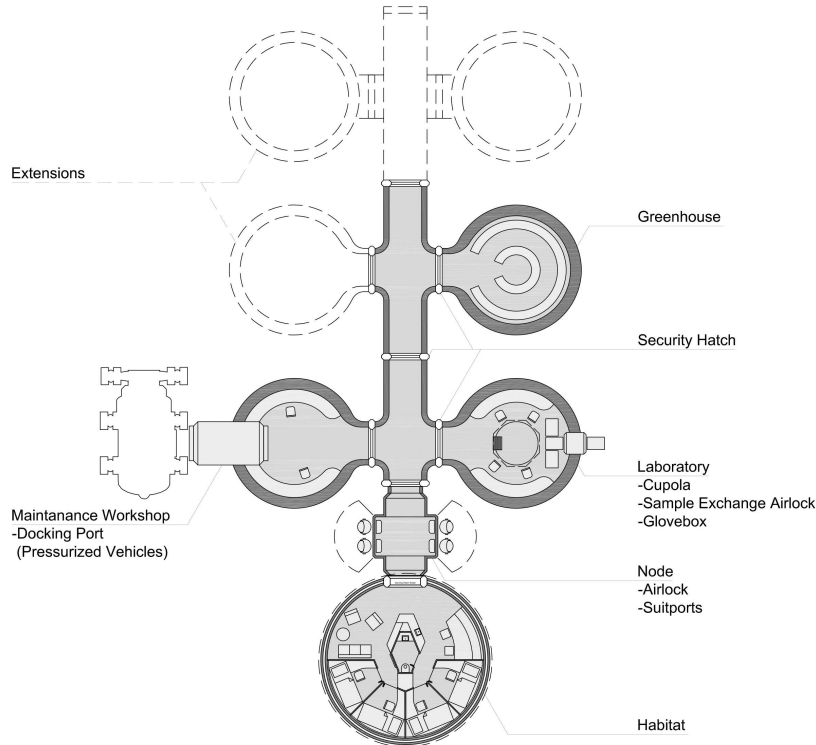 Extensions
Greenhouse
Security Hatch
Laboratory
-Cupola
-Sample Exchange Airlock
-Glovebox
Maintanance Workshop
-Docking Port
(Pressurized Vehicles)
Node
-Airlock
-Suitports
Habitat